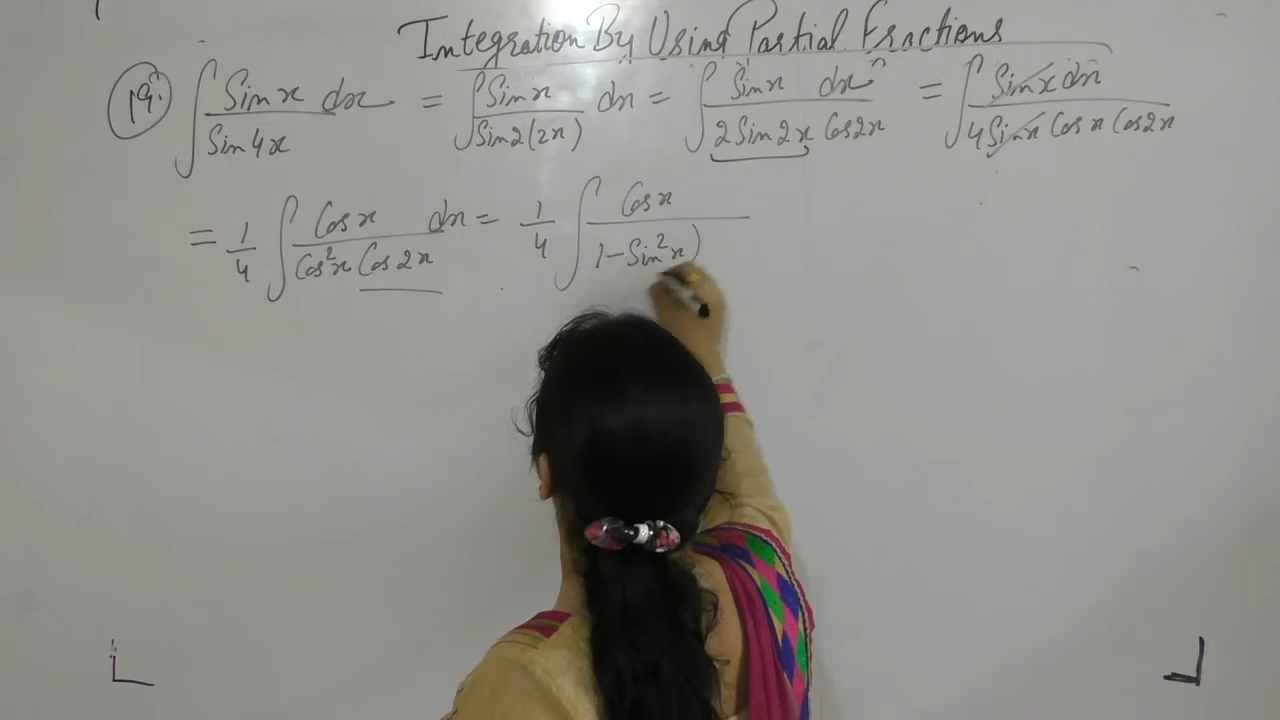 Integration By Using Partial Fractions
19. ∫ Sin x dx / Sin 4x = ∫ Sin x / Sin 2(2x) dx = ∫ Sin x dx / 2 Sin 2x Cos 2x = ∫ Sin x dx / 4 Sin x Cos x Cos 2x
= 1/4 ∫ Cos x dx / Cos²x Cos 2x = 1/4 ∫ Cos x / 1 - Sin²x)